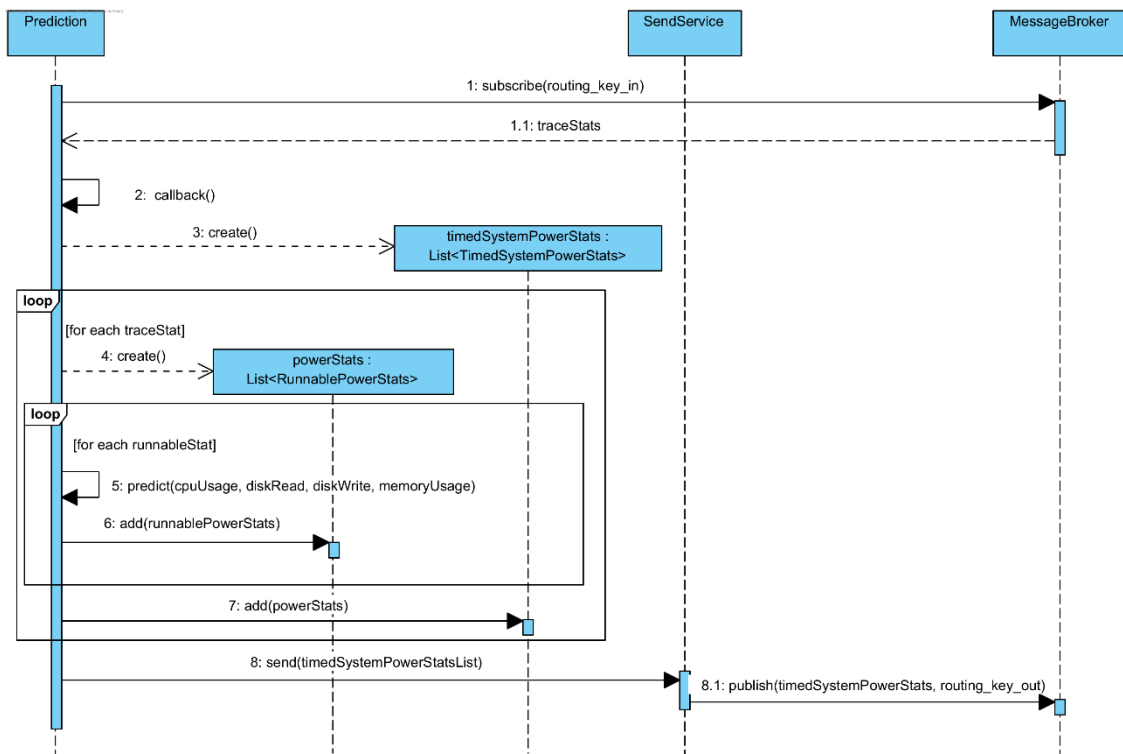 Prediction
SendService
MessageBroker
1: subscribe(routing_key_in)
1.1: traceStats
2: callback()
3: create()
timedSystemPowerStats :
List<TimedSystemPowerStats>
loop
[for each traceStat]
4: create()
powerStats :
List<RunnablePowerStats>
loop
[for each runnableStat]
5: predict(cpuUsage, diskRead, diskWrite, memoryUsage)
6: add(runnablePowerStats)
7: add(powerStats)
8: send(timedSystemPowerStatsList)
8.1: publish(timedSystemPowerStats, routing_key_out)